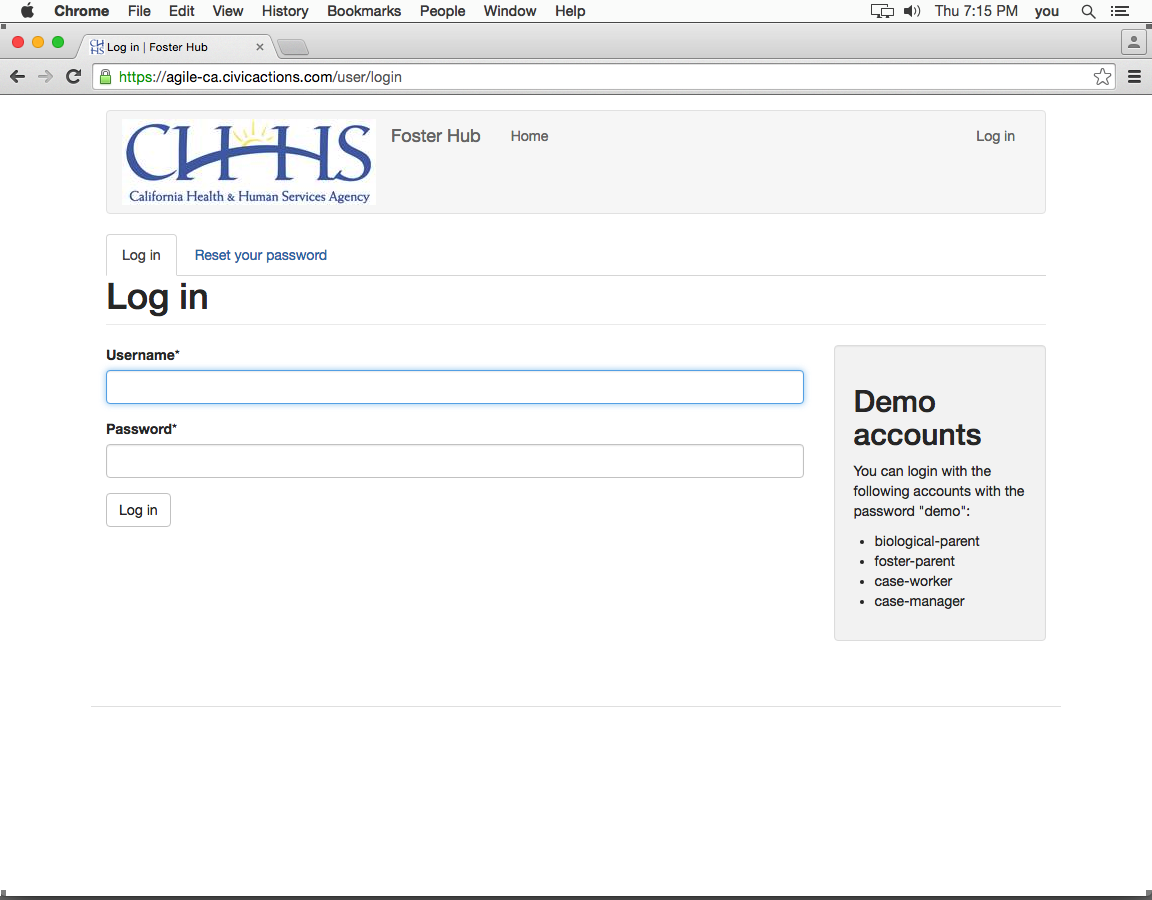 Chrome File Edit View History Bookmarks People Window Help Thu 7:15 PM you
Log in | Foster Hub
https://agile-ca.civicactions.com/user/login
CHHS
California Health & Human Services Agency
Foster Hub Home Log in
Log in Reset your password
Log in
Username*
Password*
Log in
Demo
accounts
You can login with the
following accounts with the
password "demo":
• biological-parent
• foster-parent
• case-worker
• case-manager